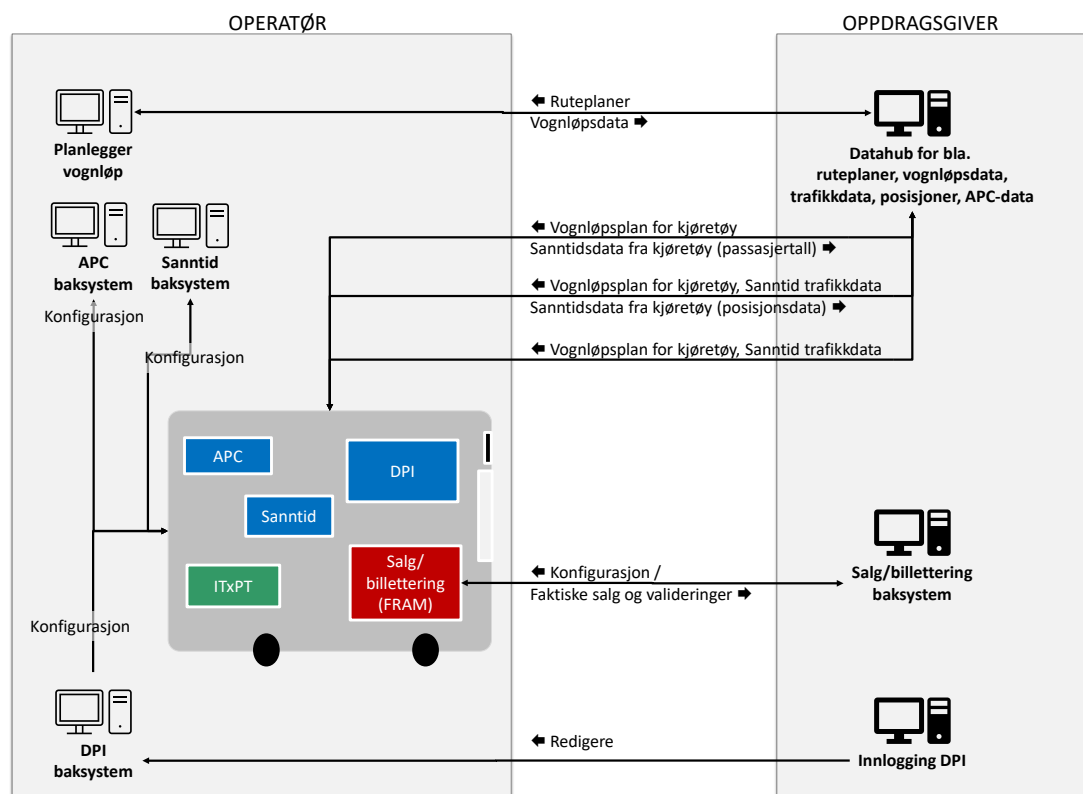 OPERATØR
OPPDRAGSGIVER
🡸 Ruteplaner
Vognløpsdata 🡺
Planlegger
vognløp
Datahub for bla.
ruteplaner, vognløpsdata,
trafikkdata, posisjoner, APC-data
🡸 Vognløpsplan for kjøretøy
Sanntidsdata fra kjøretøy (passasjertall) 🡺
APC
baksystem
Sanntid
baksystem
🡸 Vognløpsplan for kjøretøy, Sanntid trafikkdata
Sanntidsdata fra kjøretøy (posisjonsdata) 🡺
Konfigurasjon
Konfigurasjon
🡸 Vognløpsplan for kjøretøy, Sanntid trafikkdata
APC
DPI
Sanntid
ITxPT
Salg/
billettering
(FRAM)
🡸 Konfigurasjon /
Faktiske salg og valideringer 🡺
Salg/billettering
baksystem
Konfigurasjon
DPI
baksystem
🡸 Redigere
Innlogging DPI